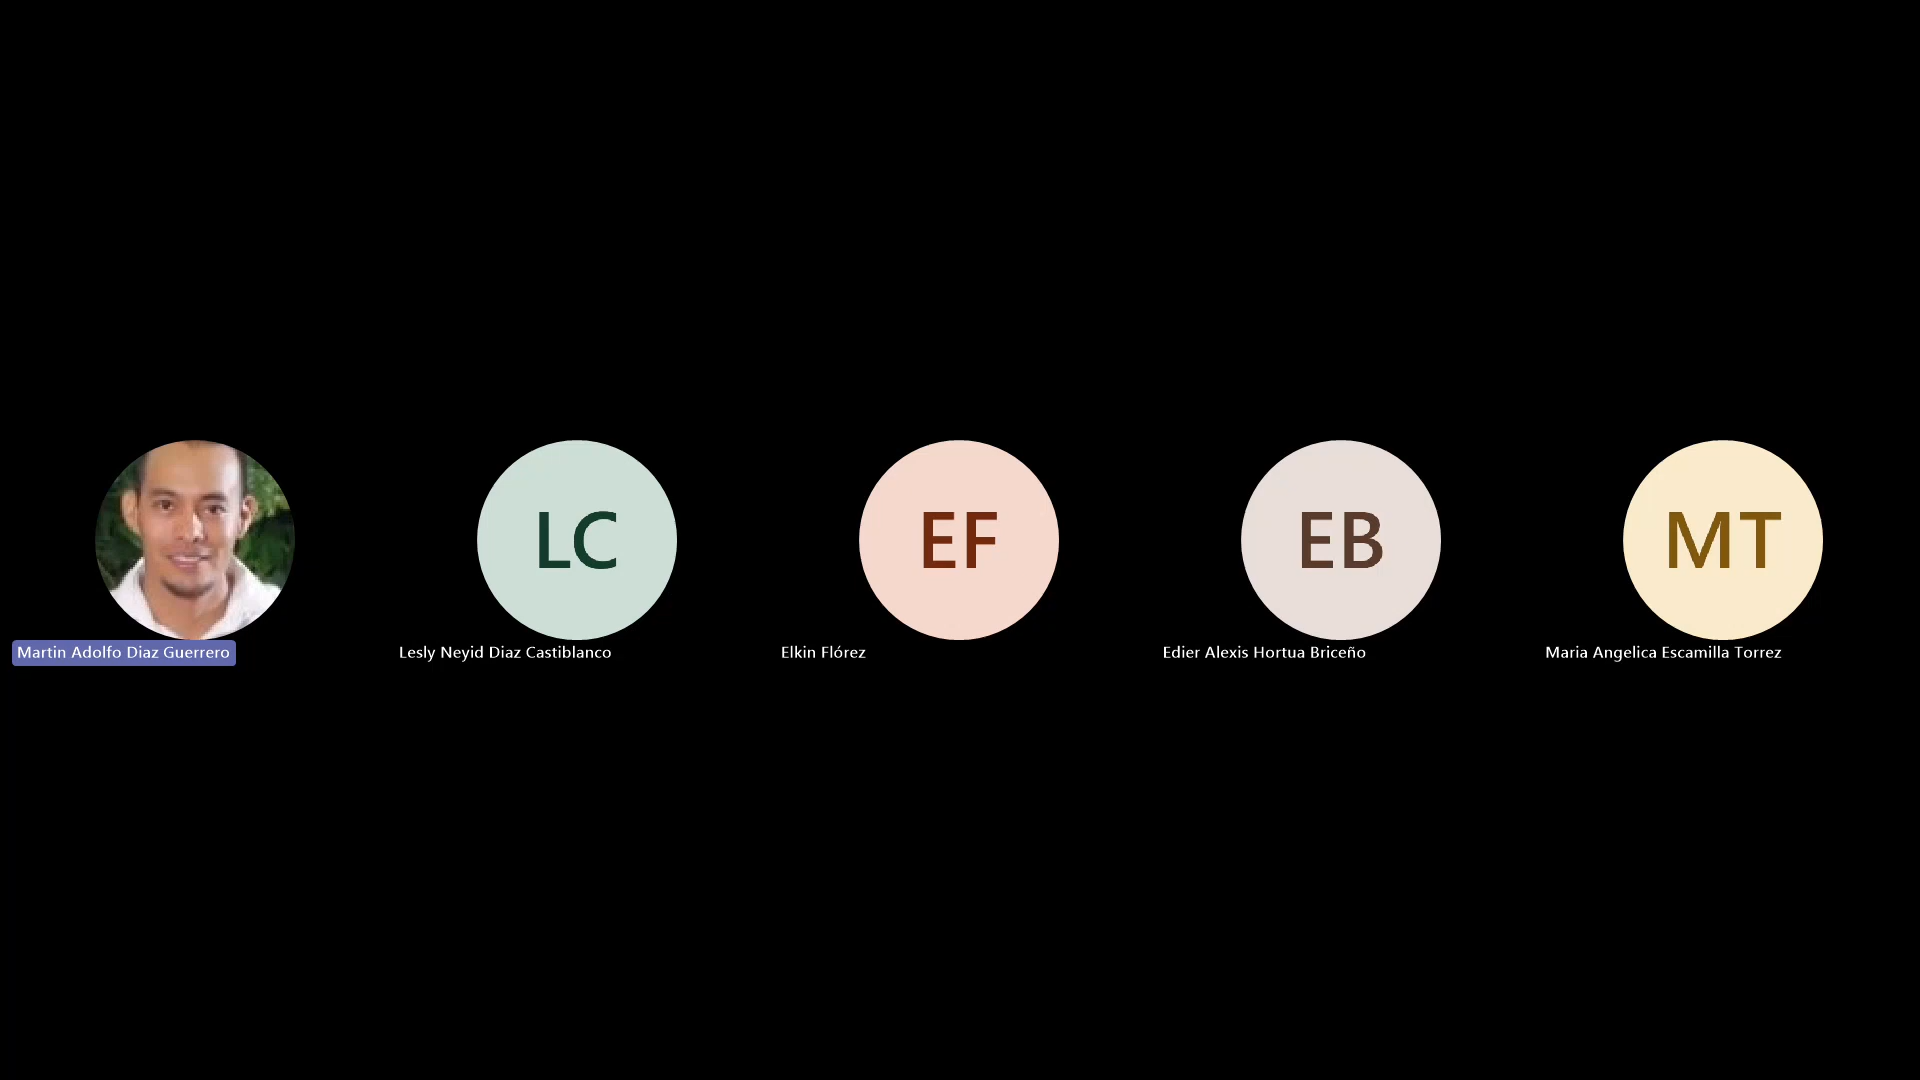 LC
EF
EB
MT
Martin Adolfo Diaz Guerrero
Lesly Neyid Diaz Castiblanco
Elkin Flórez
Edier Alexis Hortua Briceño
Maria Angelica Escamilla Torrez